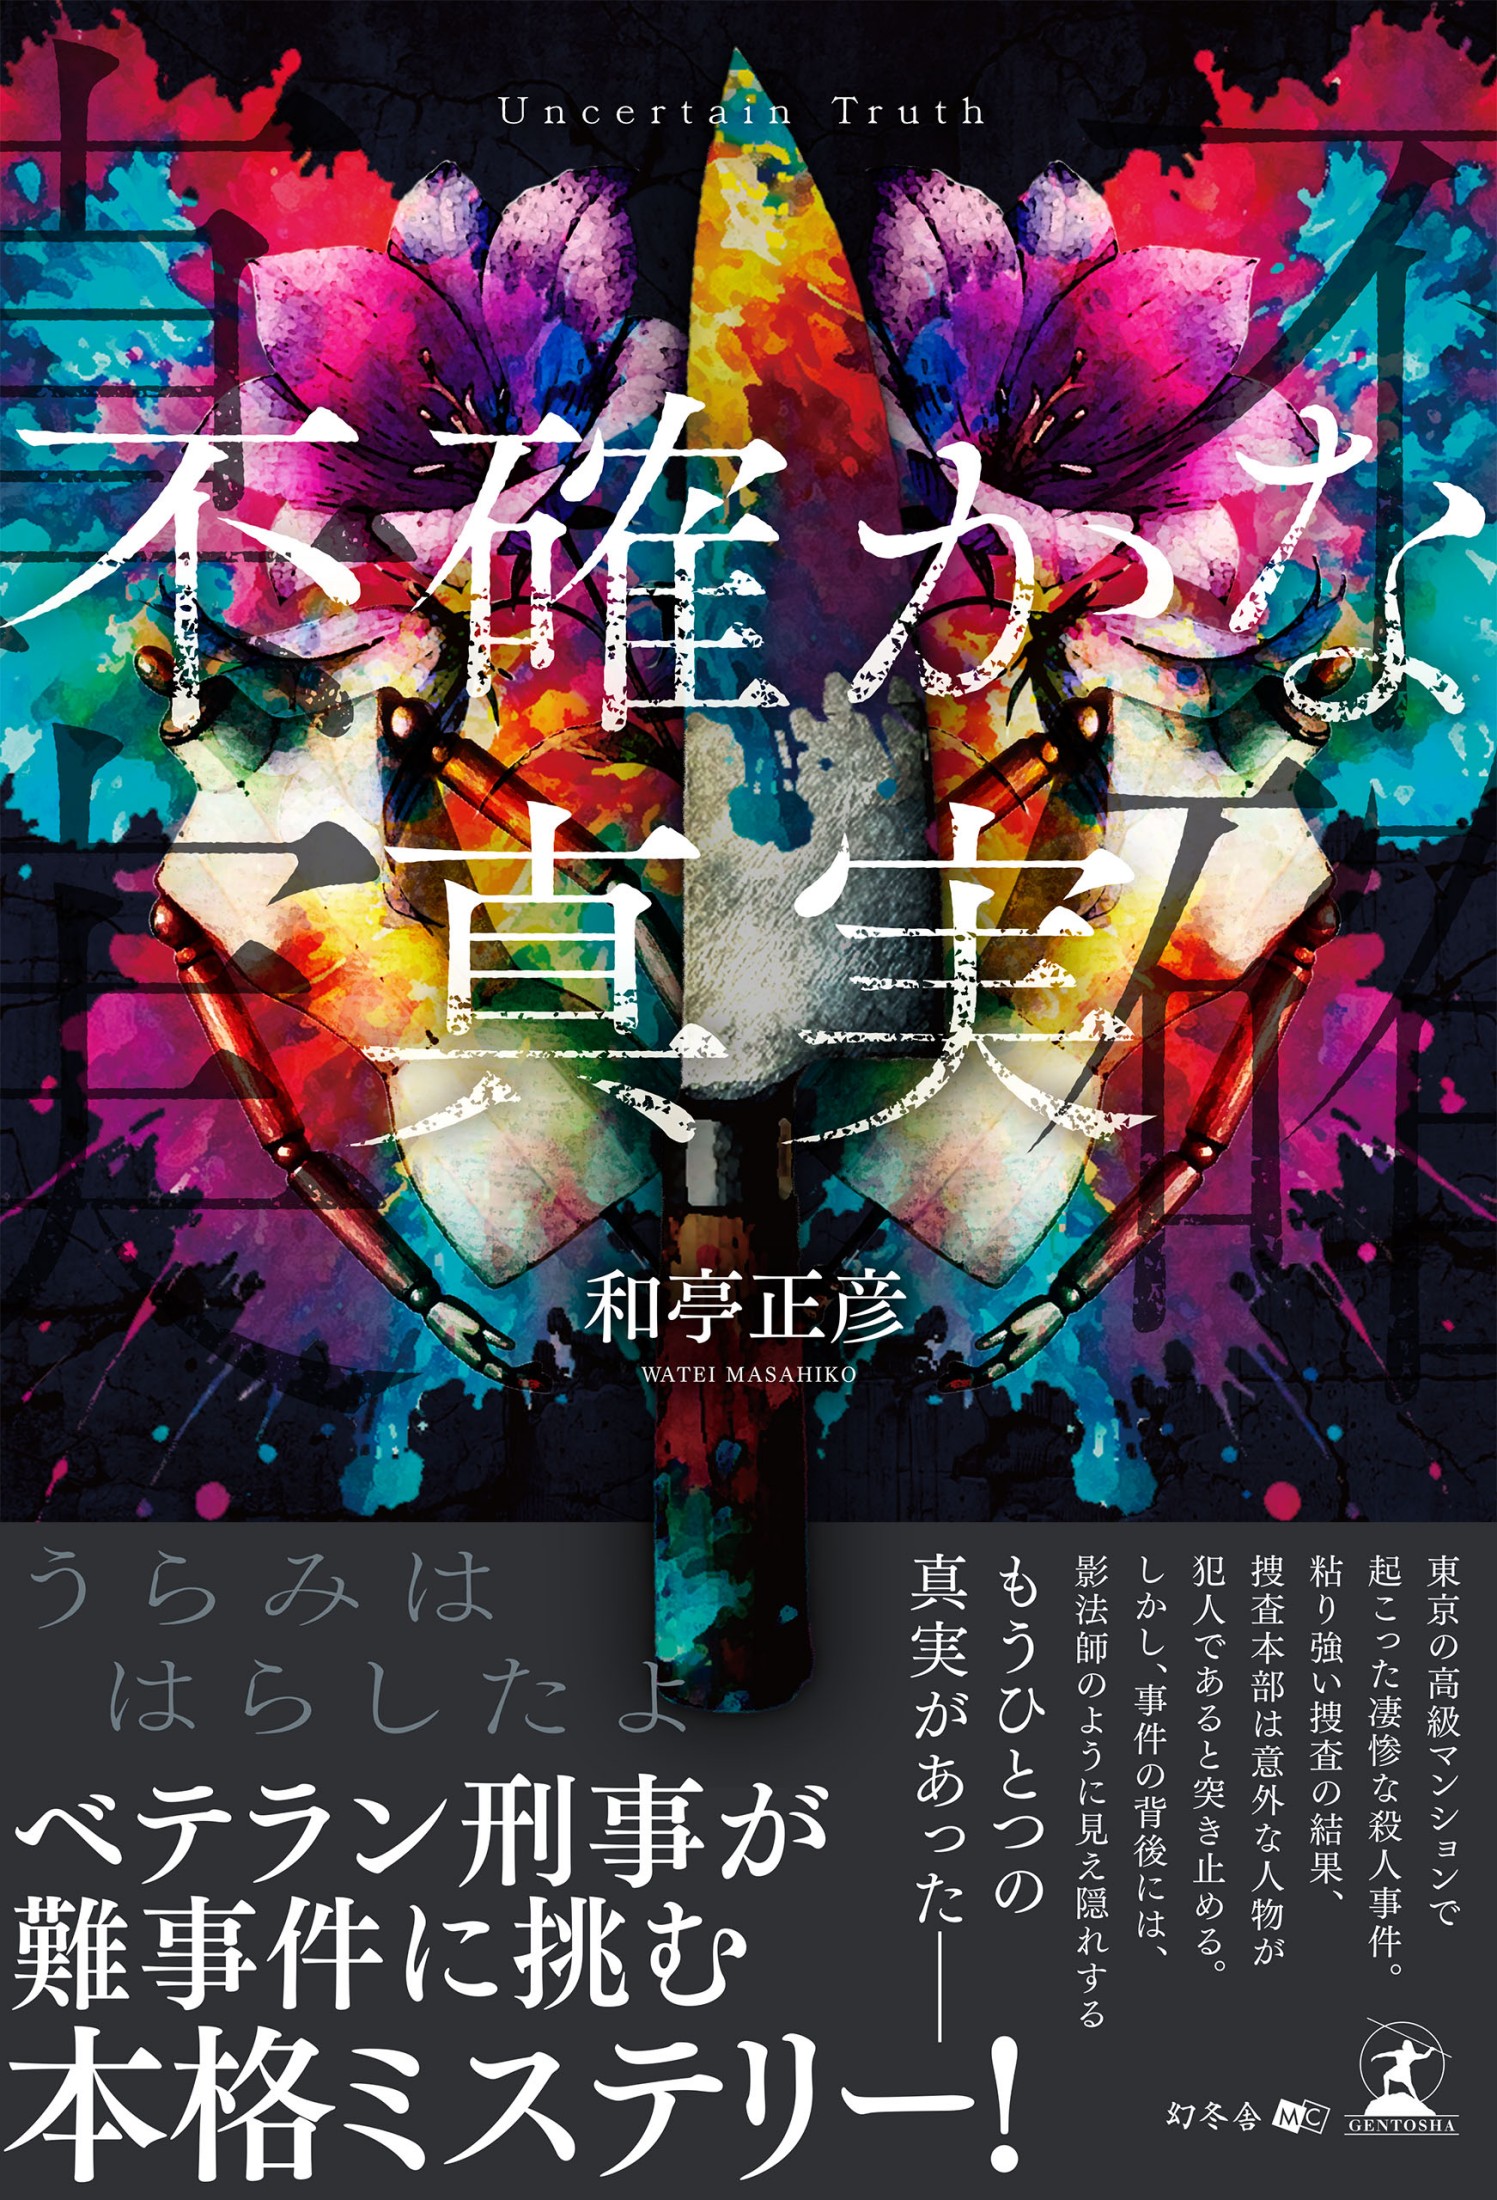 Uncertain Truth
不確かな
真実
和亭正彦
WATEI MASAHIKO
うらみは
はらしたよ
ベテラン刑事が
難事件に挑む
本格ミステリー!
東京の高級マンションで
起こった凄惨な殺人事件。
粘り強い捜査の結果、
捜査本部は意外な人物が
犯人であると突き止める。
しかし、事件の背後には、
影法師のように見え隠れする
もうひとつの
真実があった――
幻冬舎 MC
GENTOSHA